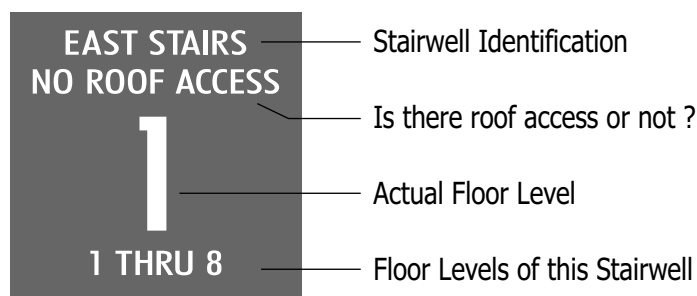 EAST STAIRS
NO ROOF ACCESS
1
1 THRU 8
Stairwell Identification
Is there roof access or not ?
Actual Floor Level
Floor Levels of this Stairwell